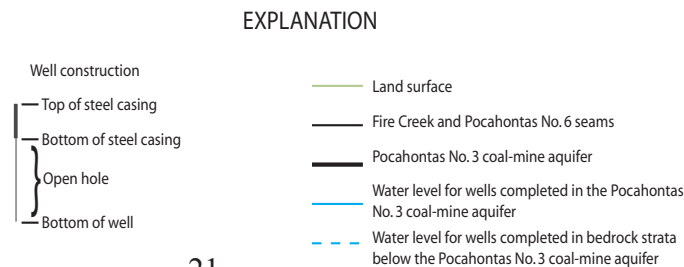 EXPLANATION
Well construction
Top of steel casing
Bottom of steel casing
Open hole
Bottom of well
Land surface
Fire Creek and Pocahontas No. 6 seams
Pocahontas No. 3 coal-mine aquifer
Water level for wells completed in the Pocahontas
No. 3 coal-mine aquifer
Water level for wells completed in bedrock strata
below the Pocahontas No. 3 coal-mine aquifer
21